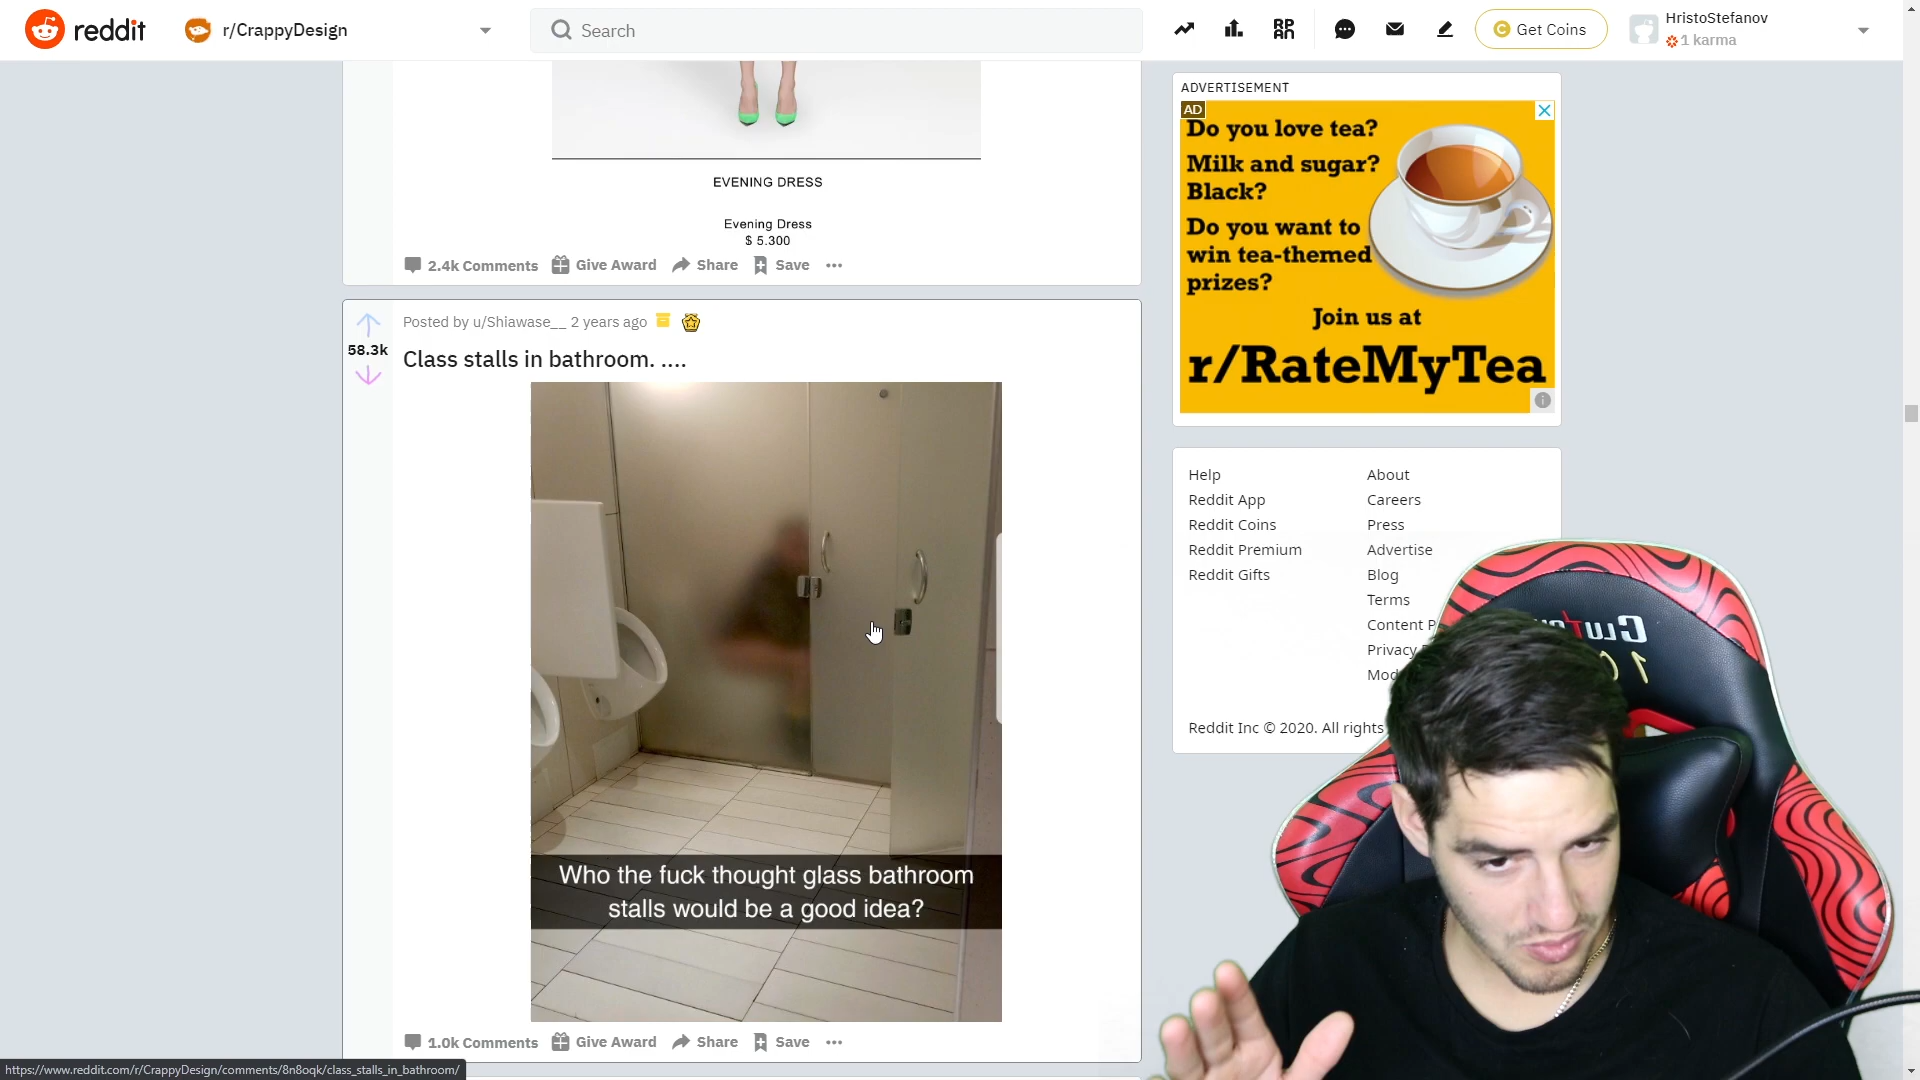 reddit
r/CrappyDesign
Search
Get Coins
HristoStefanov
1 karma
EVENING DRESS
Evening Dress
$ 5.300
2.4k Comments
Give Award
Share
Save
Posted by u/Shiawase__ 2 years ago
58.3k
Class stalls in bathroom. ....
Who the fuck thought glass bathroom
stalls would be a good idea?
1.0k Comments
Give Award
Share
Save
https://www.reddit.com/r/CrappyDesign/comments/8n8oqk/class_stalls_in_bathroom/
ADVERTISEMENT
AD
Do you love tea?
Milk and sugar?
Black?
Do you want to
win tea-themed
prizes?
Join us at
r/RateMyTea
Help
Reddit App
Reddit Coins
Reddit Premium
Reddit Gifts
About
Careers
Press
Advertise
Blog
Terms
Content P
Privacy
Mod
Reddit Inc © 2020. All rights